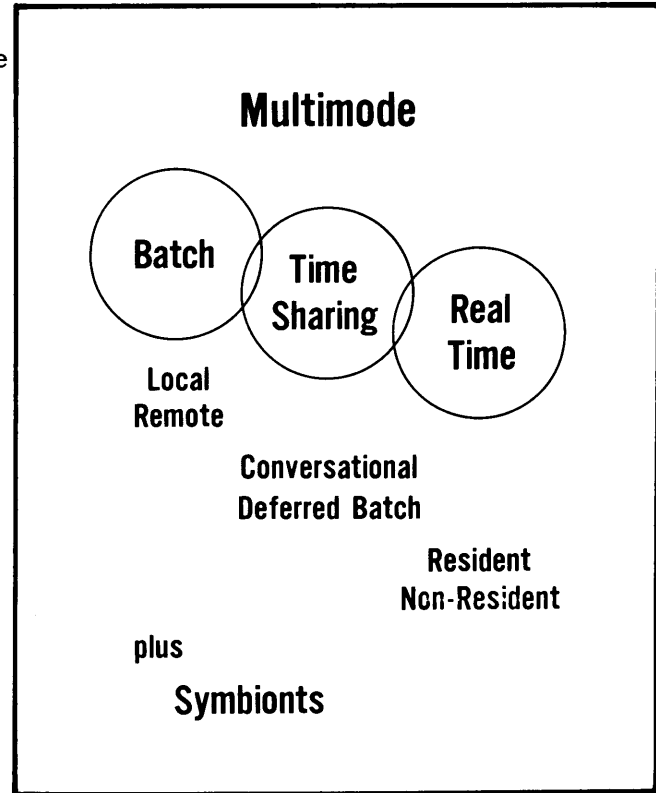 e
Multimode
Batch
Time
Sharing
Real
Time
Local
Remote
Conversational
Deferred Batch
Resident
Non-Resident
plus
Symbionts